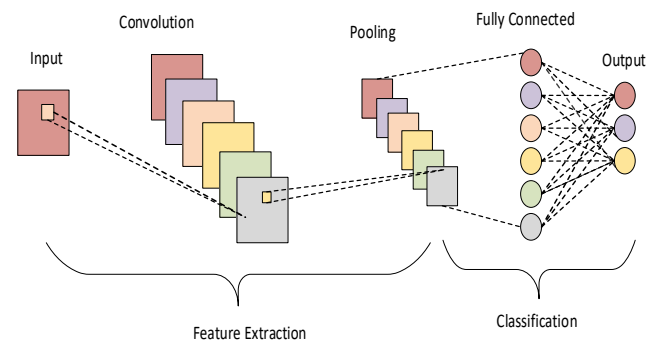 Input
Convolution
Pooling
Fully Connected
Output
Feature Extraction
Classification